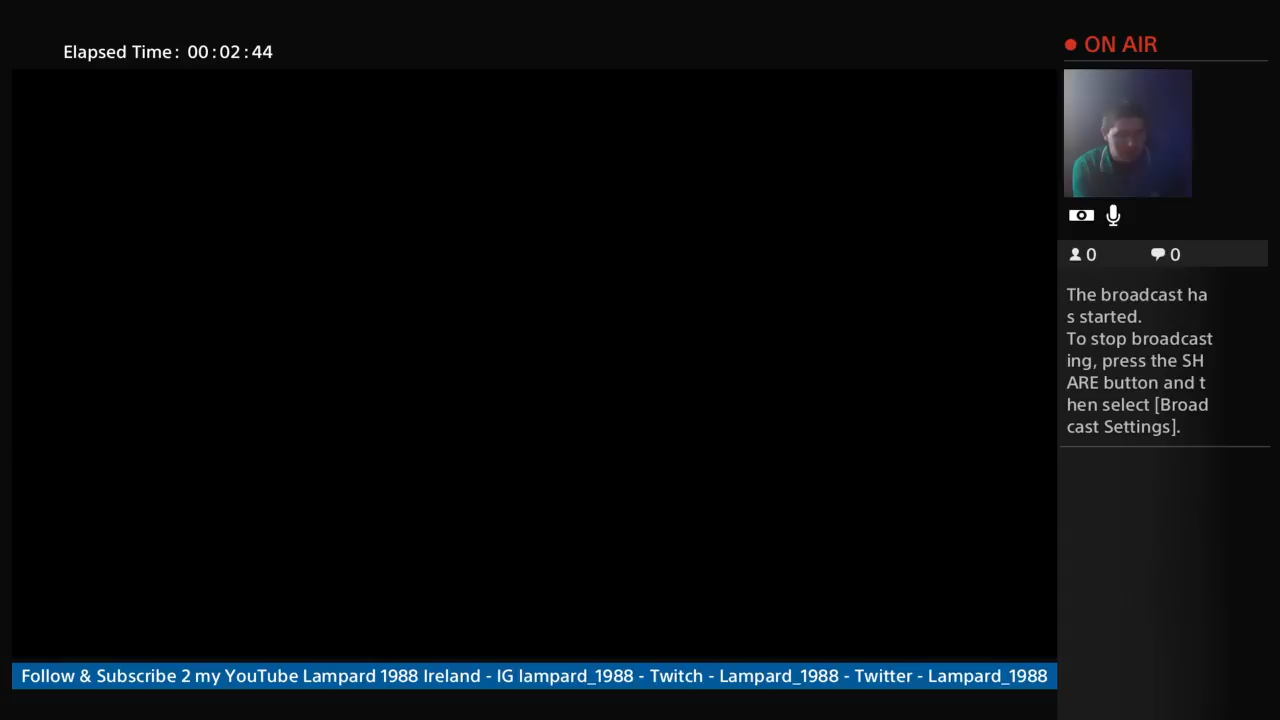 Elapsed Time: 00:02:44
ON AIR
0 0
The broadcast ha
s started.
To stop broadcast
ing, press the SH
ARE button and t
hen select [Broad
cast Settings].
Follow & Subscribe 2 my YouTube Lampard 1988 Ireland - IG lampard_1988 - Twitch - Lampard_1988 - Twitter - Lampard_1988